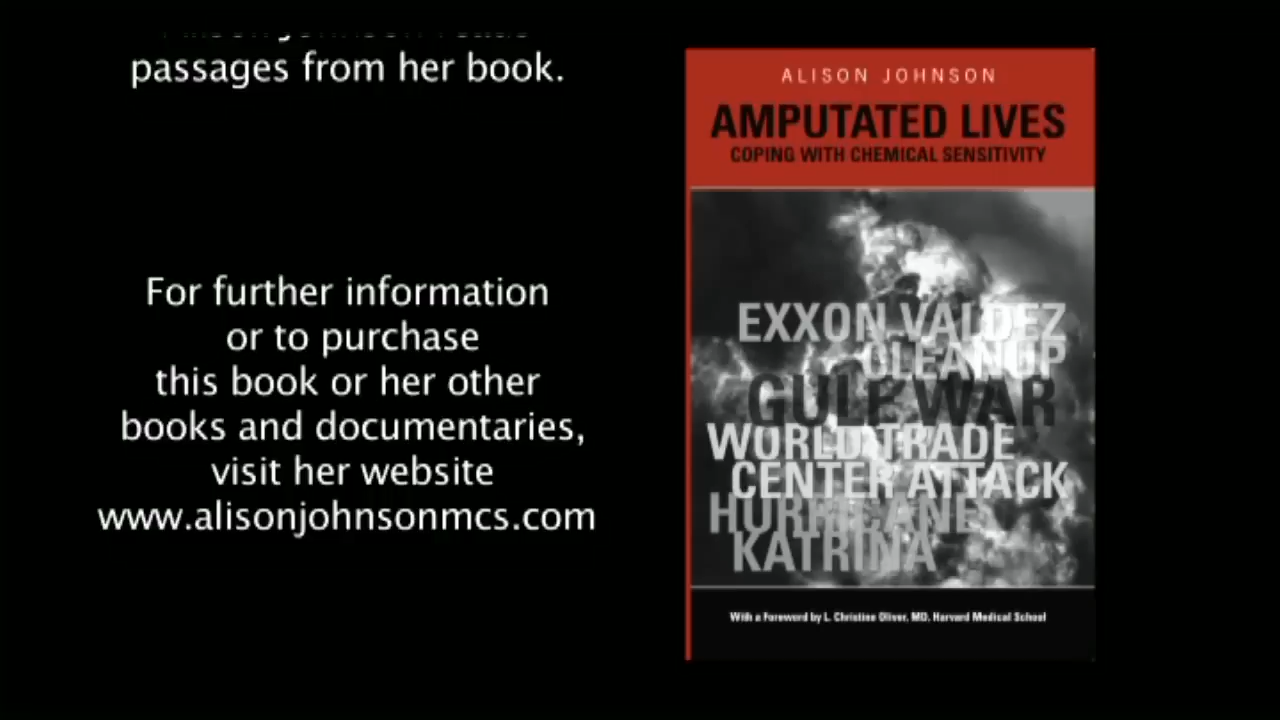 passages from her book.
For further information
or to purchase
this book or her other
books and documentaries,
visit her website
www.alisonjohnsonmcs.com
ALISON JOHNSON
AMPUTATED LIVES
COPING WITH CHEMICAL SENSITIVITY
EXXON VALDEZ
CLEANUP
GULF WAR
WORLD TRADE
CENTER ATTACK
HURRICANE
KATRINA
With a Foreword by L. Christine Oliver, MD, Harvard Medical School